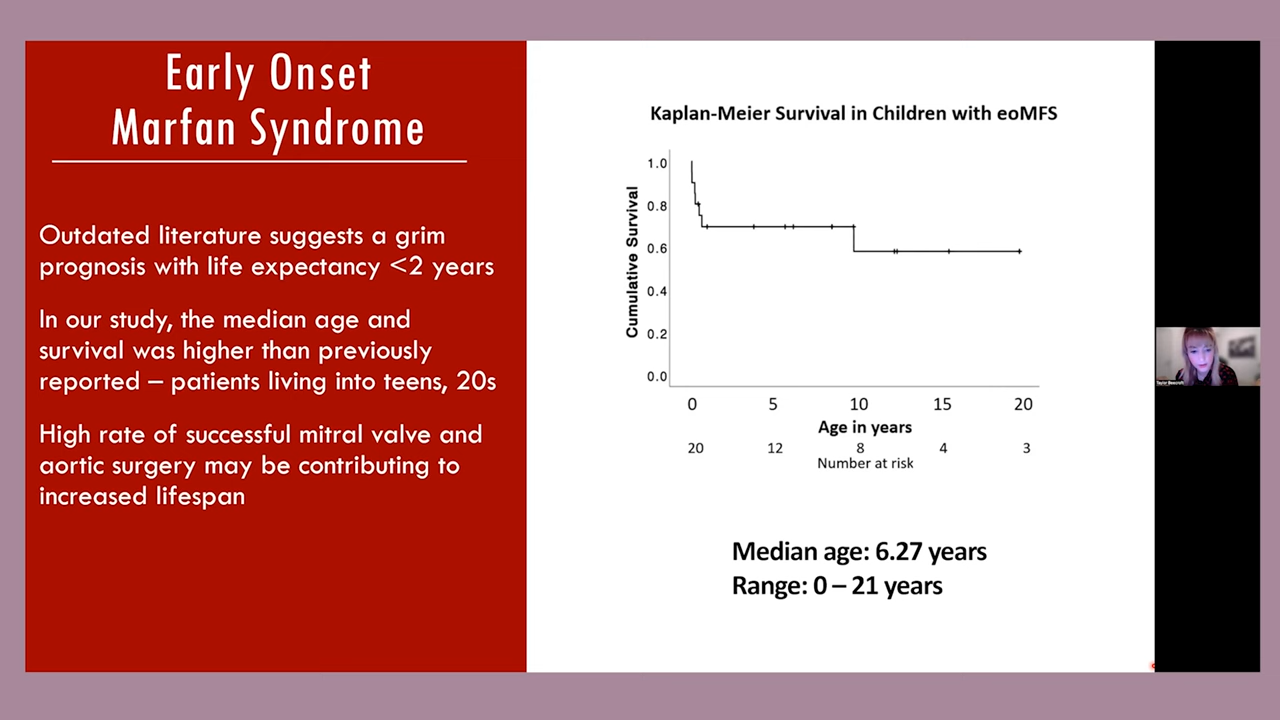 Early Onset
Marfan Syndrome
Outdated literature suggests a grim
prognosis with life expectancy <2 years
In our study, the median age and
survival was higher than previously
reported – patients living into teens, 20s
High rate of successful mitral valve and
aortic surgery may be contributing to
increased lifespan
Kaplan-Meier Survival in Children with eoMFS
Cumulative Survival
1.0
0.8
0.6
0.4
0.2
0.0
0 5 10 15 20
Age in years
20 12 8 4 3
Number at risk
Median age: 6.27 years
Range: 0 – 21 years
Taylor Beecroft